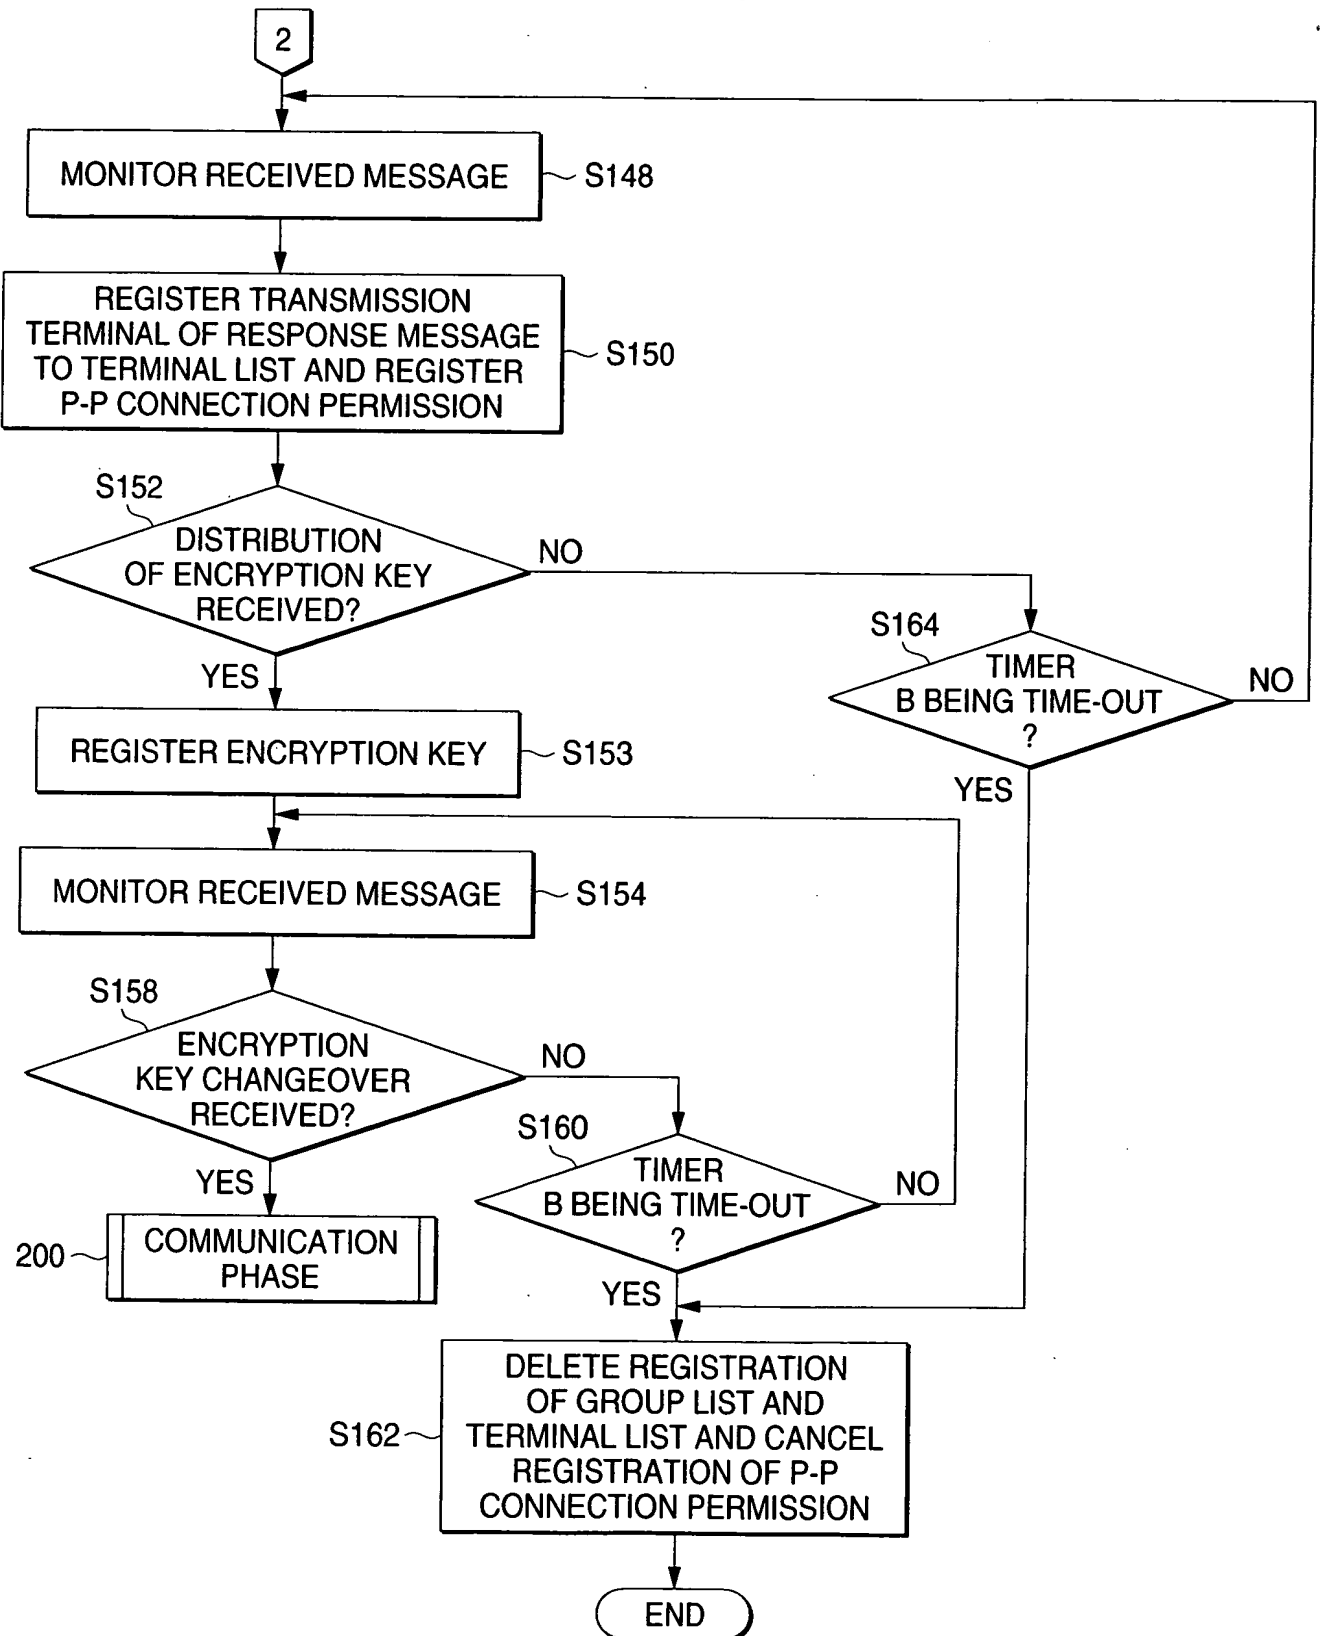 2
MONITOR RECEIVED MESSAGE
S148
REGISTER TRANSMISSION
TERMINAL OF RESPONSE MESSAGE
TO TERMINAL LIST AND REGISTER
P-P CONNECTION PERMISSION
S150
S152
DISTRIBUTION
OF ENCRYPTION KEY
RECEIVED?
NO
YES
S164
TIMER
B BEING TIME-OUT
?
NO
YES
REGISTER ENCRYPTION KEY
S153
MONITOR RECEIVED MESSAGE
S154
S158
ENCRYPTION
KEY CHANGEOVER
RECEIVED?
NO
YES
S160
TIMER
B BEING TIME-OUT
?
NO
YES
200
COMMUNICATION
PHASE
S162
DELETE REGISTRATION
OF GROUP LIST AND
TERMINAL LIST AND CANCEL
REGISTRATION OF P-P
CONNECTION PERMISSION
END